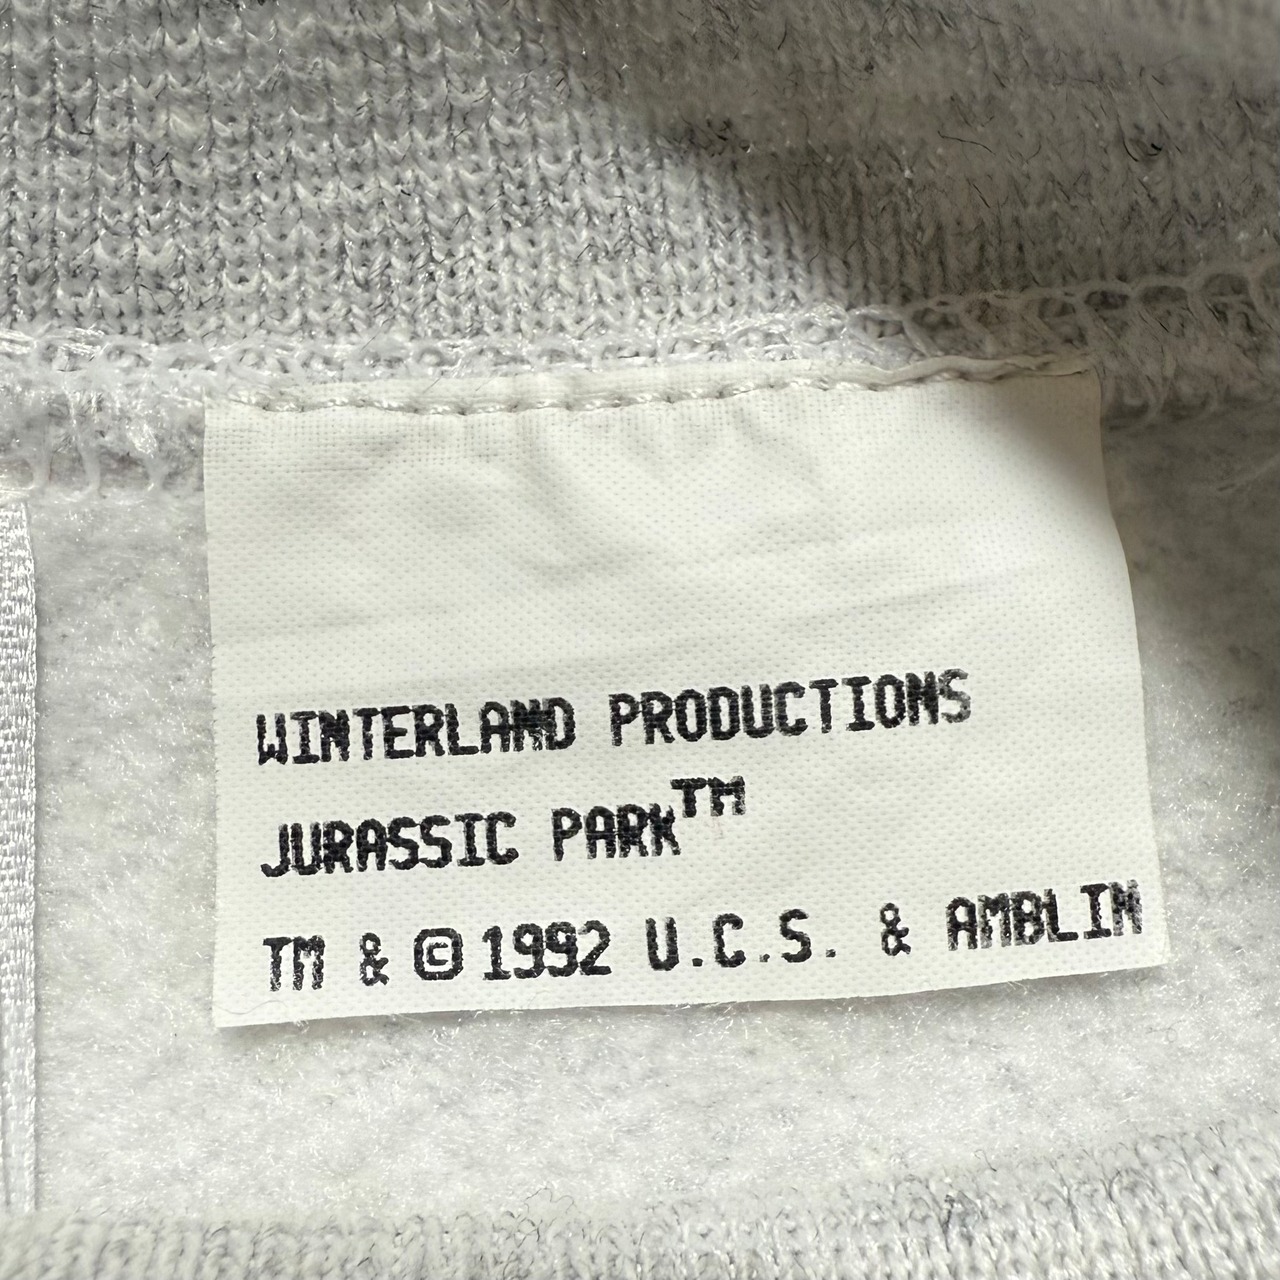 WINTERLAND PRODUCTIONS
JURASSIC PARK™
TM & © 1992 U.C.S. & AMBLIN